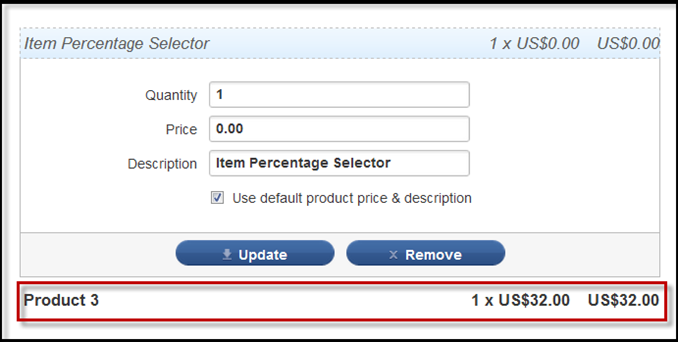 Item Percentage Selector 1 x US$0.00 US$0.00
Quantity 1
Price 0.00
Description Item Percentage Selector
Use default product price & description
Update Remove
Product 3 1 x US$32.00 US$32.00